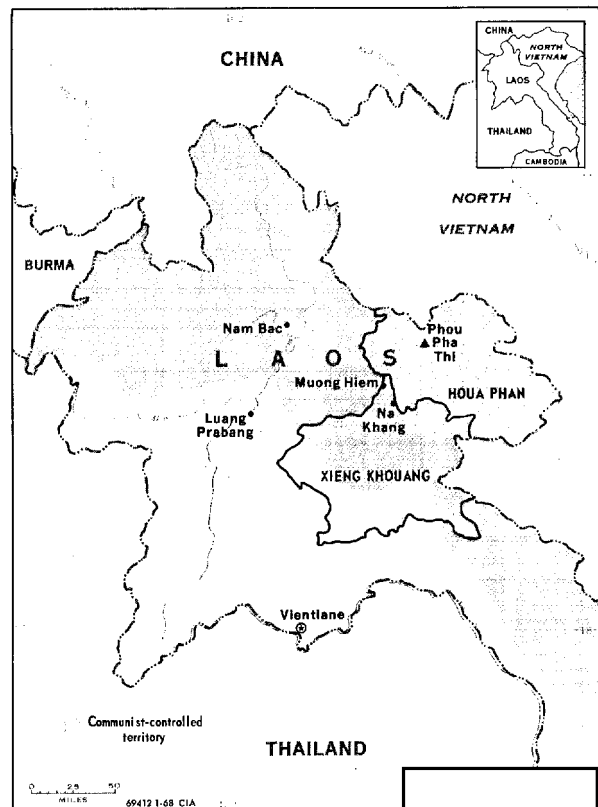 CHINA
CHINA
NORTH
VIETNAM
LAOS
THAILAND
CAMBODIA
NORTH
VIETNAM
BURMA
Nam Bac
Phou
Pha
Thi
LAOS
Muong Hiem
HOUA PHAN
Luang
Prabang
Na
Khang
XIENG KHOUANG
Vientiane
18
Communist-controlled
territory
THAILAND
0 25 50
MILES
69412 1-68 CIA